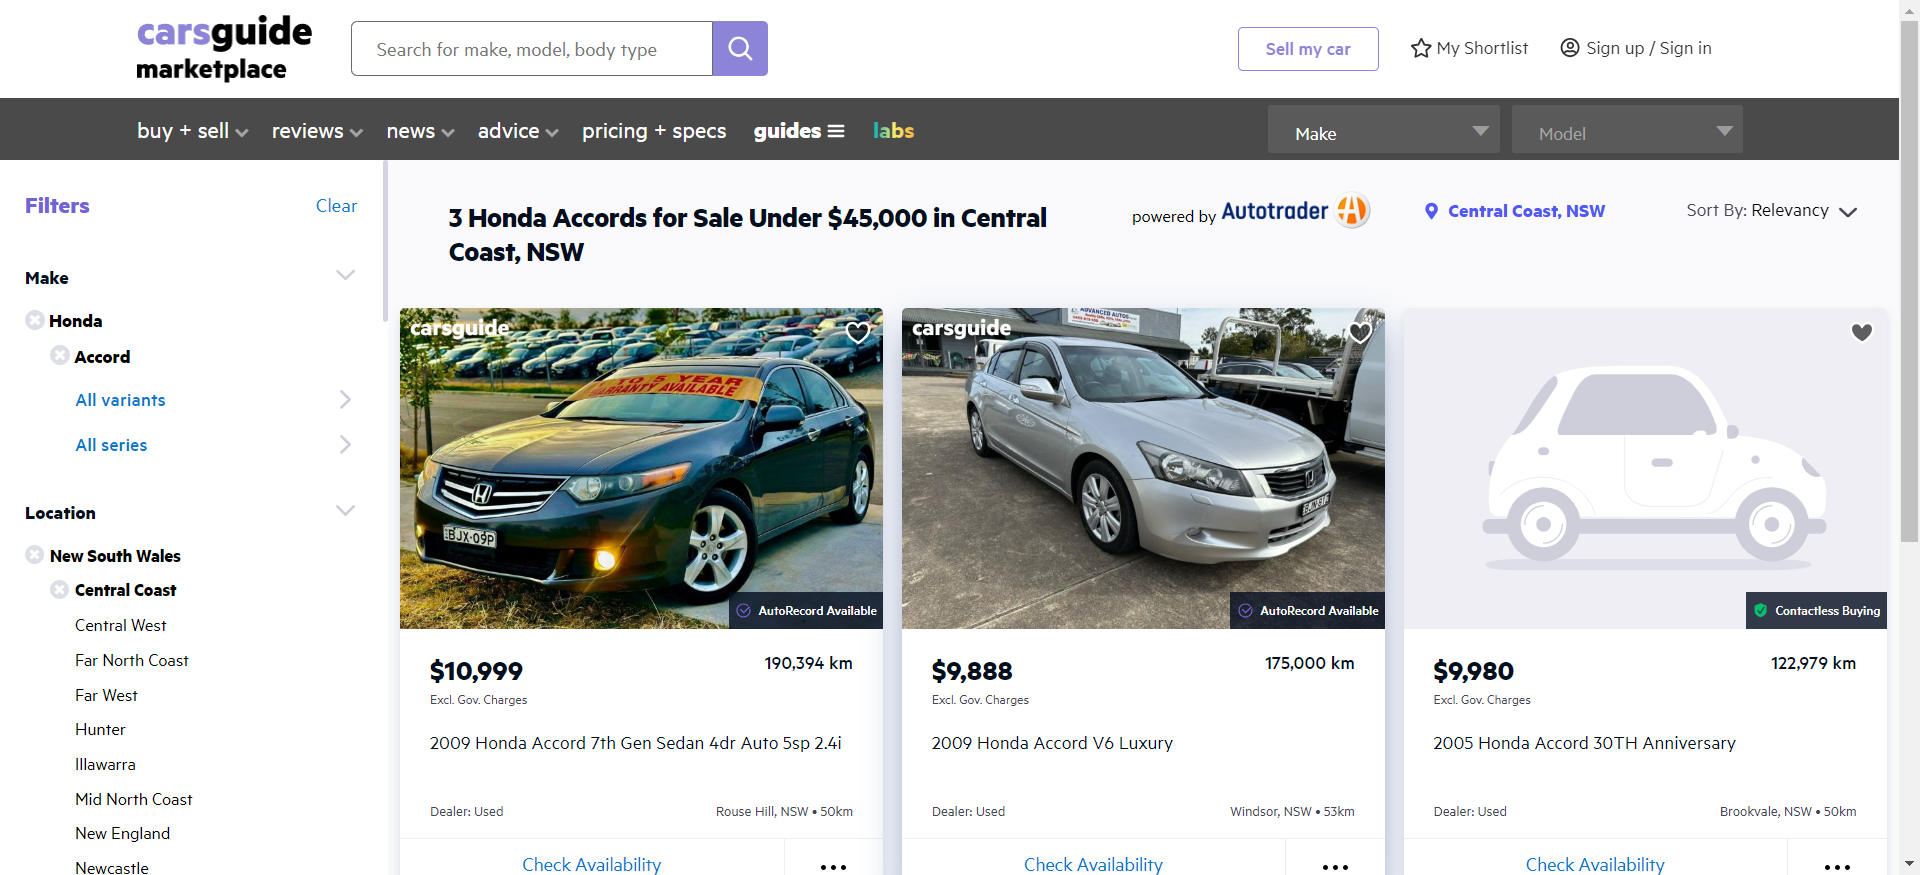 carsguide
marketplace
Search for make, model, body type
Sell my car
My Shortlist
Sign up / Sign in
buy + sell
reviews
news
advice
pricing + specs
guides
labs
Make
Model
Filters
Clear
Make
Honda
Accord
All variants
All series
Location
New South Wales
Central Coast
Central West
Far North Coast
Far West
Hunter
Illawarra
Mid North Coast
New England
Newcastle
3 Honda Accords for Sale Under $45,000 in Central
Coast, NSW
powered by Autotrader
Central Coast, NSW
Sort By: Relevancy
carsguide
TO 5 YEAR
WARRANTY AVAILABLE
BJX-09P
AutoRecord Available
$10,999
190,394 km
Excl. Gov. Charges
2009 Honda Accord 7th Gen Sedan 4dr Auto 5sp 2.4i
Dealer: Used
Rouse Hill, NSW • 50km
Check Availability
carsguide
ADVANCED AUTOS
AutoRecord Available
$9,888
175,000 km
Excl. Gov. Charges
2009 Honda Accord V6 Luxury
Dealer: Used
Windsor, NSW • 53km
Check Availability
Contactless Buying
$9,980
122,979 km
Excl. Gov. Charges
2005 Honda Accord 30TH Anniversary
Dealer: Used
Brookvale, NSW • 50km
Check Availability